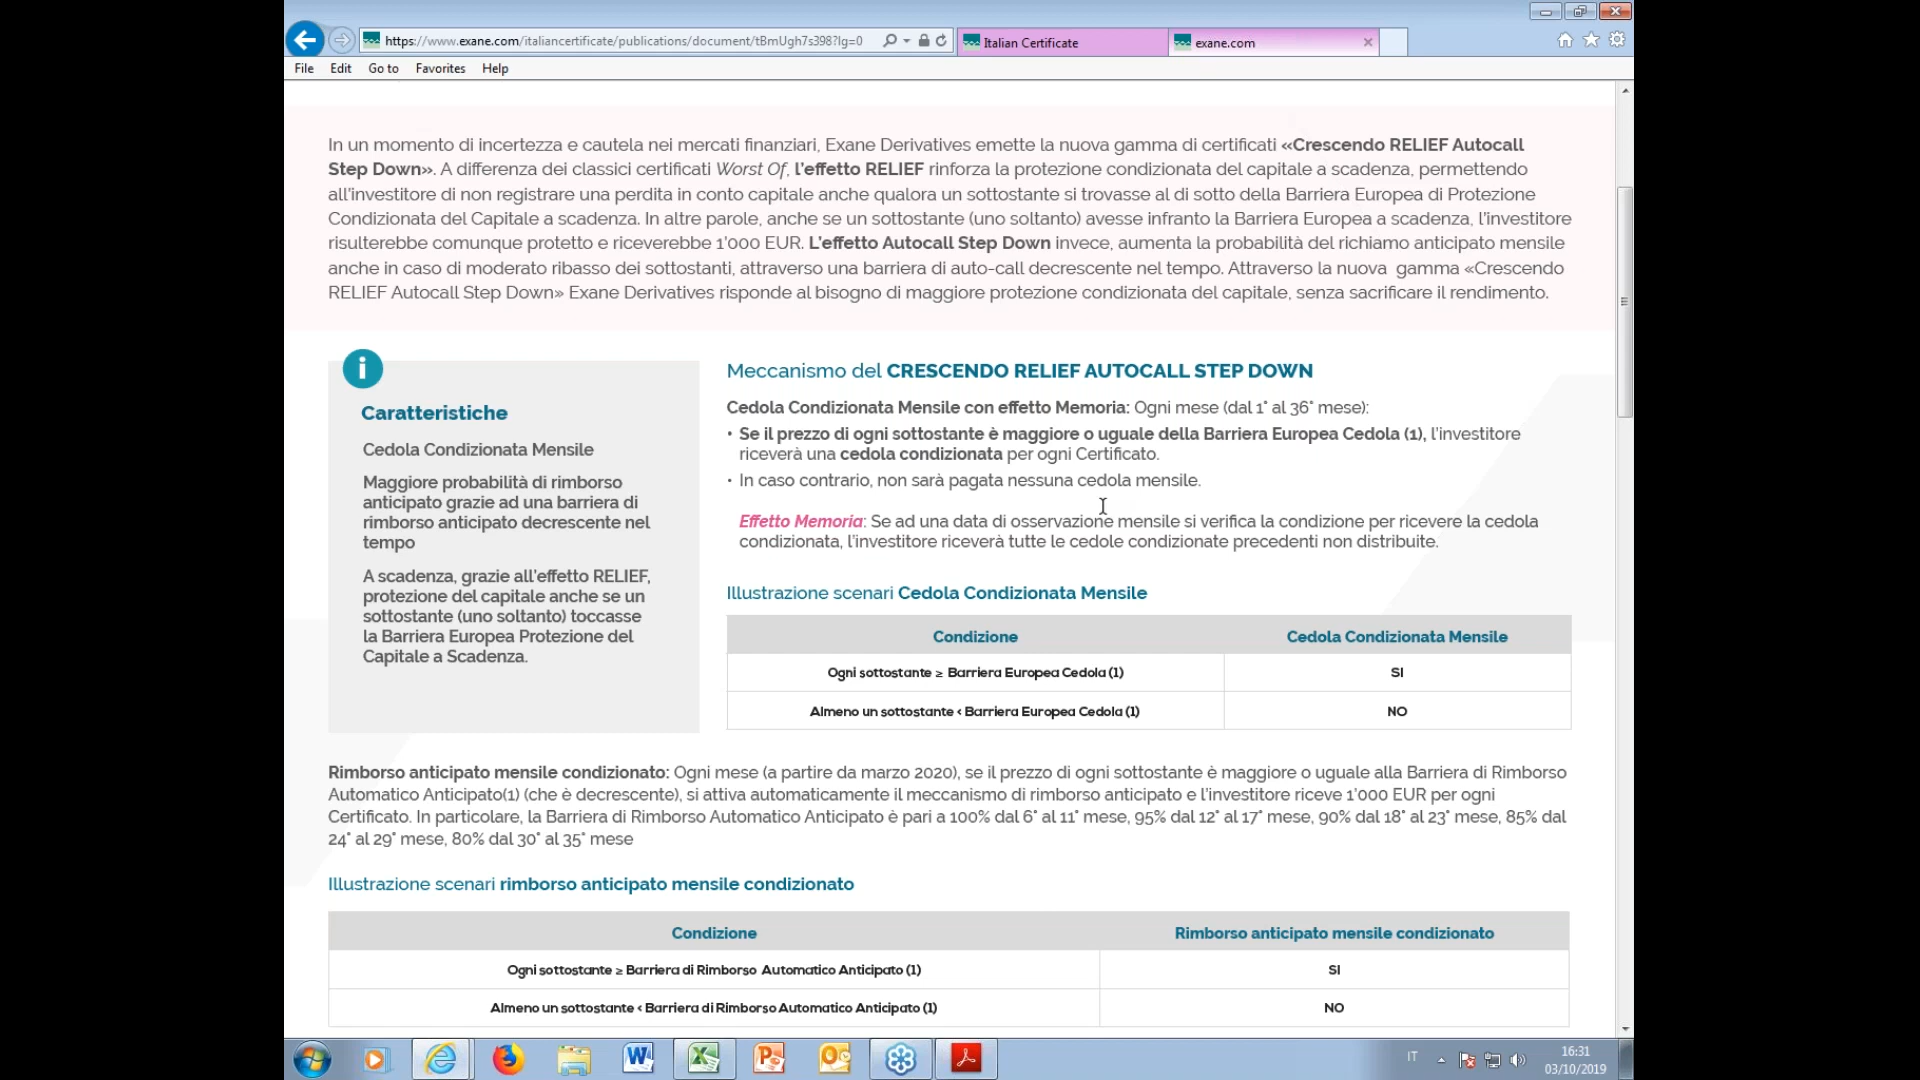 https://www.exane.com/italiancertificate/publications/document/tBmUgh7s398?lg=0
Italian Certificate
exane.com
File Edit Go to Favorites Help
In un momento di incertezza e cautela nei mercati finanziari, Exane Derivatives emette la nuova gamma di certificati «Crescendo RELIEF Autocall
Step Down». A differenza dei classici certificati Worst Of, l'effetto RELIEF rinforza la protezione condizionata del capitale a scadenza, permettendo
all'investitore di non registrare una perdita in conto capitale anche qualora un sottostante si trovasse al di sotto della Barriera Europea di Protezione
Condizionata del Capitale a scadenza. In altre parole, anche se un sottostante (uno soltanto) avesse infranto la Barriera Europea a scadenza, l'investitore
risulterebbe comunque protetto e riceverebbe 1'000 EUR. L'effetto Autocall Step Down invece, aumenta la probabilità del richiamo anticipato mensile
anche in caso di moderato ribasso dei sottostanti, attraverso una barriera di auto-call decrescente nel tempo. Attraverso la nuova gamma «Crescendo
RELIEF Autocall Step Down» Exane Derivatives risponde al bisogno di maggiore protezione condizionata del capitale, senza sacrificare il rendimento.
i
Caratteristiche
Cedola Condizionata Mensile
Maggiore probabilità di rimborso
anticipato grazie ad una barriera di
rimborso anticipato decrescente nel
tempo
A scadenza, grazie all'effetto RELIEF,
protezione del capitale anche se un
sottostante (uno soltanto) toccasse
la Barriera Europea Protezione del
Capitale a Scadenza.
Meccanismo del CRESCENDO RELIEF AUTOCALL STEP DOWN
Cedola Condizionata Mensile con effetto Memoria: Ogni mese (dal 1° al 36° mese):
• Se il prezzo di ogni sottostante è maggiore o uguale della Barriera Europea Cedola (1), l'investitore
riceverà una cedola condizionata per ogni Certificato.
• In caso contrario, non sarà pagata nessuna cedola mensile.
Effetto Memoria: Se ad una data di osservazione mensile si verifica la condizione per ricevere la cedola
condizionata, l'investitore riceverà tutte le cedole condizionate precedenti non distribuite.
Illustrazione scenari Cedola Condizionata Mensile
Condizione Cedola Condizionata Mensile
Ogni sottostante ≥ Barriera Europea Cedola (1) SI
Almeno un sottostante < Barriera Europea Cedola (1) NO
Rimborso anticipato mensile condizionato: Ogni mese (a partire da marzo 2020), se il prezzo di ogni sottostante è maggiore o uguale alla Barriera di Rimborso
Automatico Anticipato(1) (che è decrescente), si attiva automaticamente il meccanismo di rimborso anticipato e l'investitore riceve 1'000 EUR per ogni
Certificato. In particolare, la Barriera di Rimborso Automatico Anticipato è pari a 100% dal 6° al 11° mese, 95% dal 12° al 17° mese, 90% dal 18° al 23° mese, 85% dal
24° al 29° mese, 80% dal 30° al 35° mese
Illustrazione scenari rimborso anticipato mensile condizionato
Condizione Rimborso anticipato mensile condizionato
Ogni sottostante ≥ Barriera di Rimborso Automatico Anticipato (1) SI
Almeno un sottostante < Barriera di Rimborso Automatico Anticipato (1) NO
IT
16:31
03/10/2019